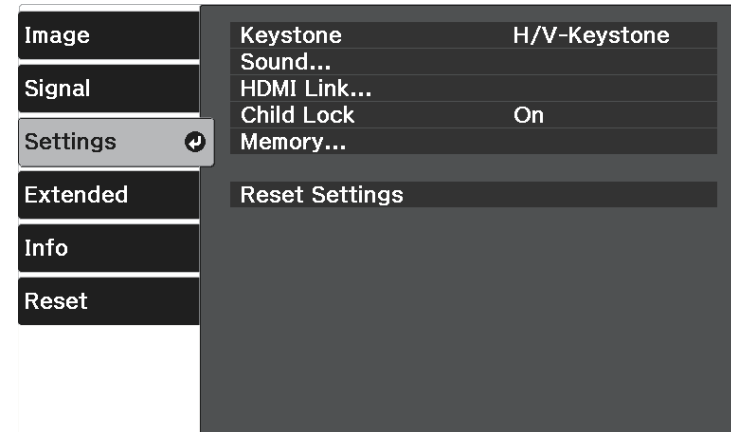 Image
Signal
Settings
Extended
Info
Reset
Keystone H/V-Keystone
Sound...
HDMI Link...
Child Lock On
Memory...
Reset Settings